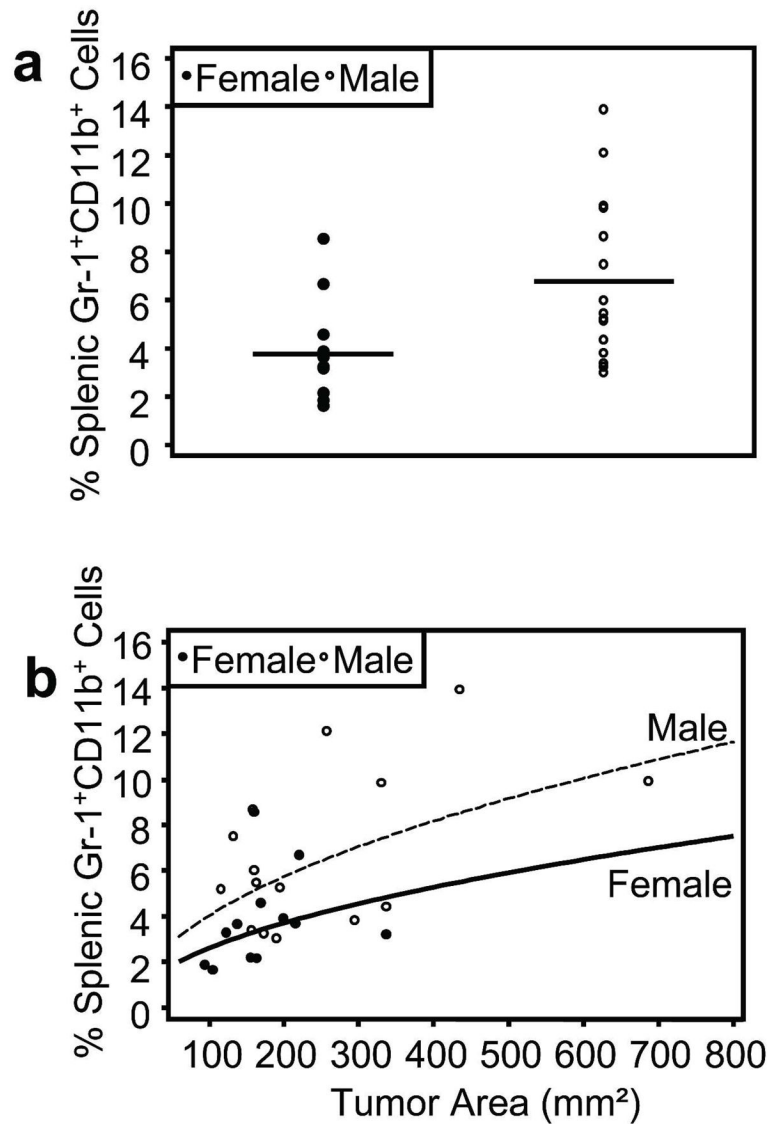 a
% Splenic Gr-1⁺CD11b⁺ Cells
16
14
12
10
8
6
4
2
0
Female Male
b
% Splenic Gr-1⁺CD11b⁺ Cells
16
14
12
10
8
6
4
2
0
Female Male
Male
Female
100 200 300 400 500 600 700 800
Tumor Area (mm²)